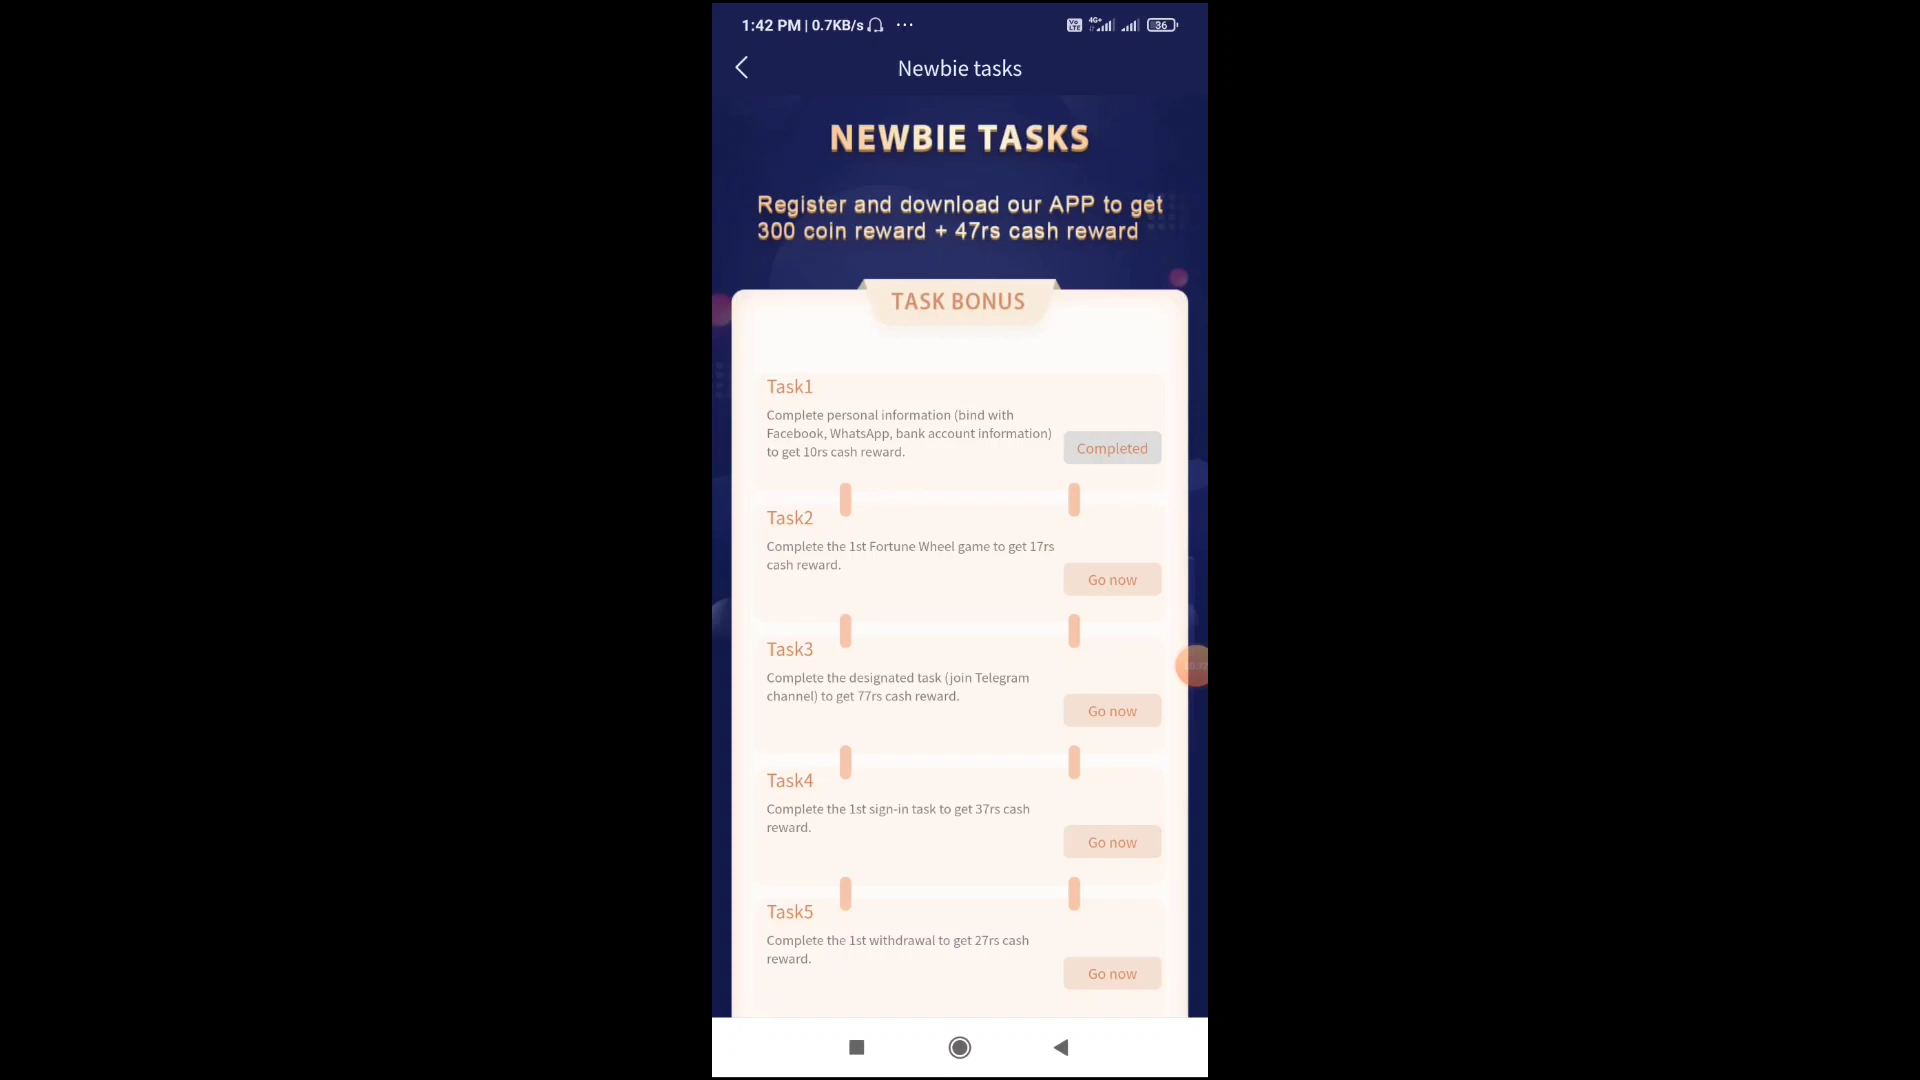 1:42 PM | 0.7KB/s ...
Vo LTE 4G+ 36
Newbie tasks
NEWBIE TASKS
Register and download our APP to get
300 coin reward + 47rs cash reward
TASK BONUS
Task1
Complete personal information (bind with
Facebook, WhatsApp, bank account information)
to get 10rs cash reward.
Completed
Task2
Complete the 1st Fortune Wheel game to get 17rs
cash reward.
Go now
Task3
Complete the designated task (join Telegram
channel) to get 77rs cash reward.
Go now
Task4
Complete the 1st sign-in task to get 37rs cash
reward.
Go now
Task5
Complete the 1st withdrawal to get 27rs cash
reward.
Go now